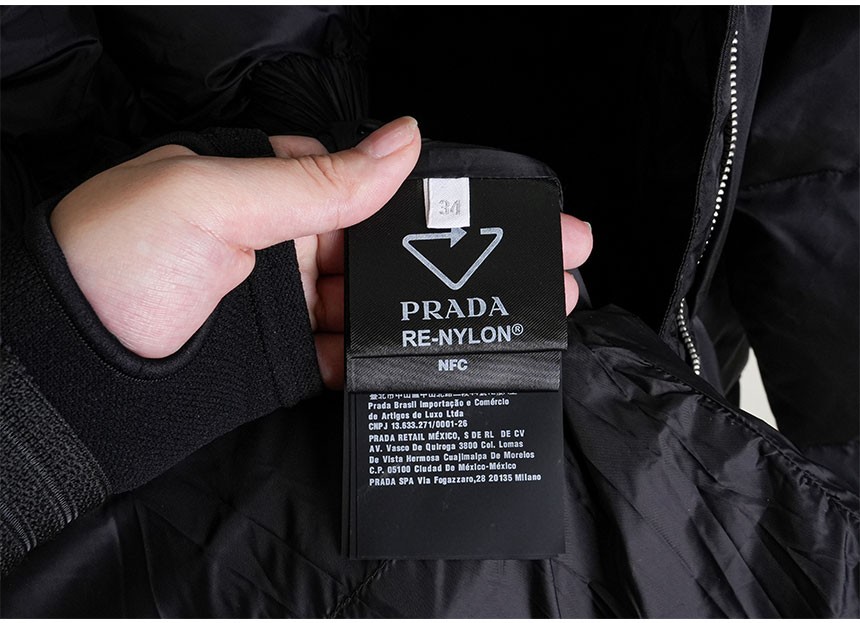 34
PRADA
RE-NYLON®
NFC
Prada Brasil Importação e Comércio
de Artigos de Luxo Ltda
CNPJ 13.633.271/0001-26
PRADA RETAIL MÉXICO, S DE RL DE CV
AV. Vasco De Quiroga 3800 Col. Lomas
De Vista Hermosa Cuajimalpa De Morelos
C.P. 05100 Ciudad De México-México
PRADA SPA Via Fogazzaro,28 20135 Milano